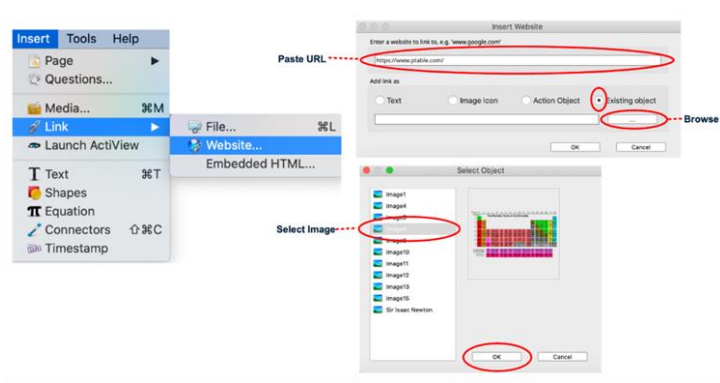 Insert Tools Help
Page
Questions...
Media... ⌘M
Link
Launch ActiView
Text ⌘T
Shapes
Equation
Connectors ⇧⌘C
Timestamp
File... ⌘L
Website...
Embedded HTML...
Paste URL
Insert Website
Enter a website to link to, e.g. 'www.google.com'
https://www.ptable.com/
Add link as
Text Image Icon Action Object Existing object
...
Browse
OK Cancel
Select Object
Select Image
Image1
Image4
Image10
Image11
Image12
Image13
Image15
Sir Isaac Newton
OK Cancel